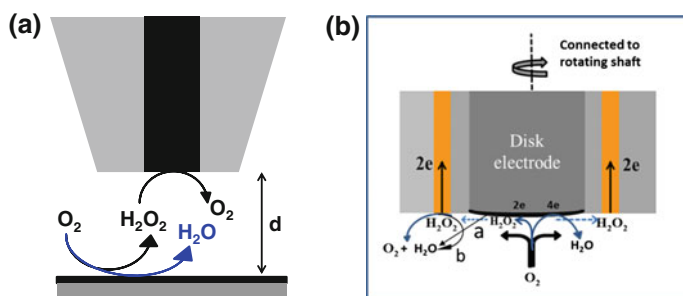 (a)
O₂
H₂O₂
O₂
H₂O
d
(b)
Connected to
rotating shaft
Disk
electrode
2e
2e
2e
4e
H₂O₂
H₂O₂
H₂O₂
a
b
O₂ + H₂O
H₂O
O₂